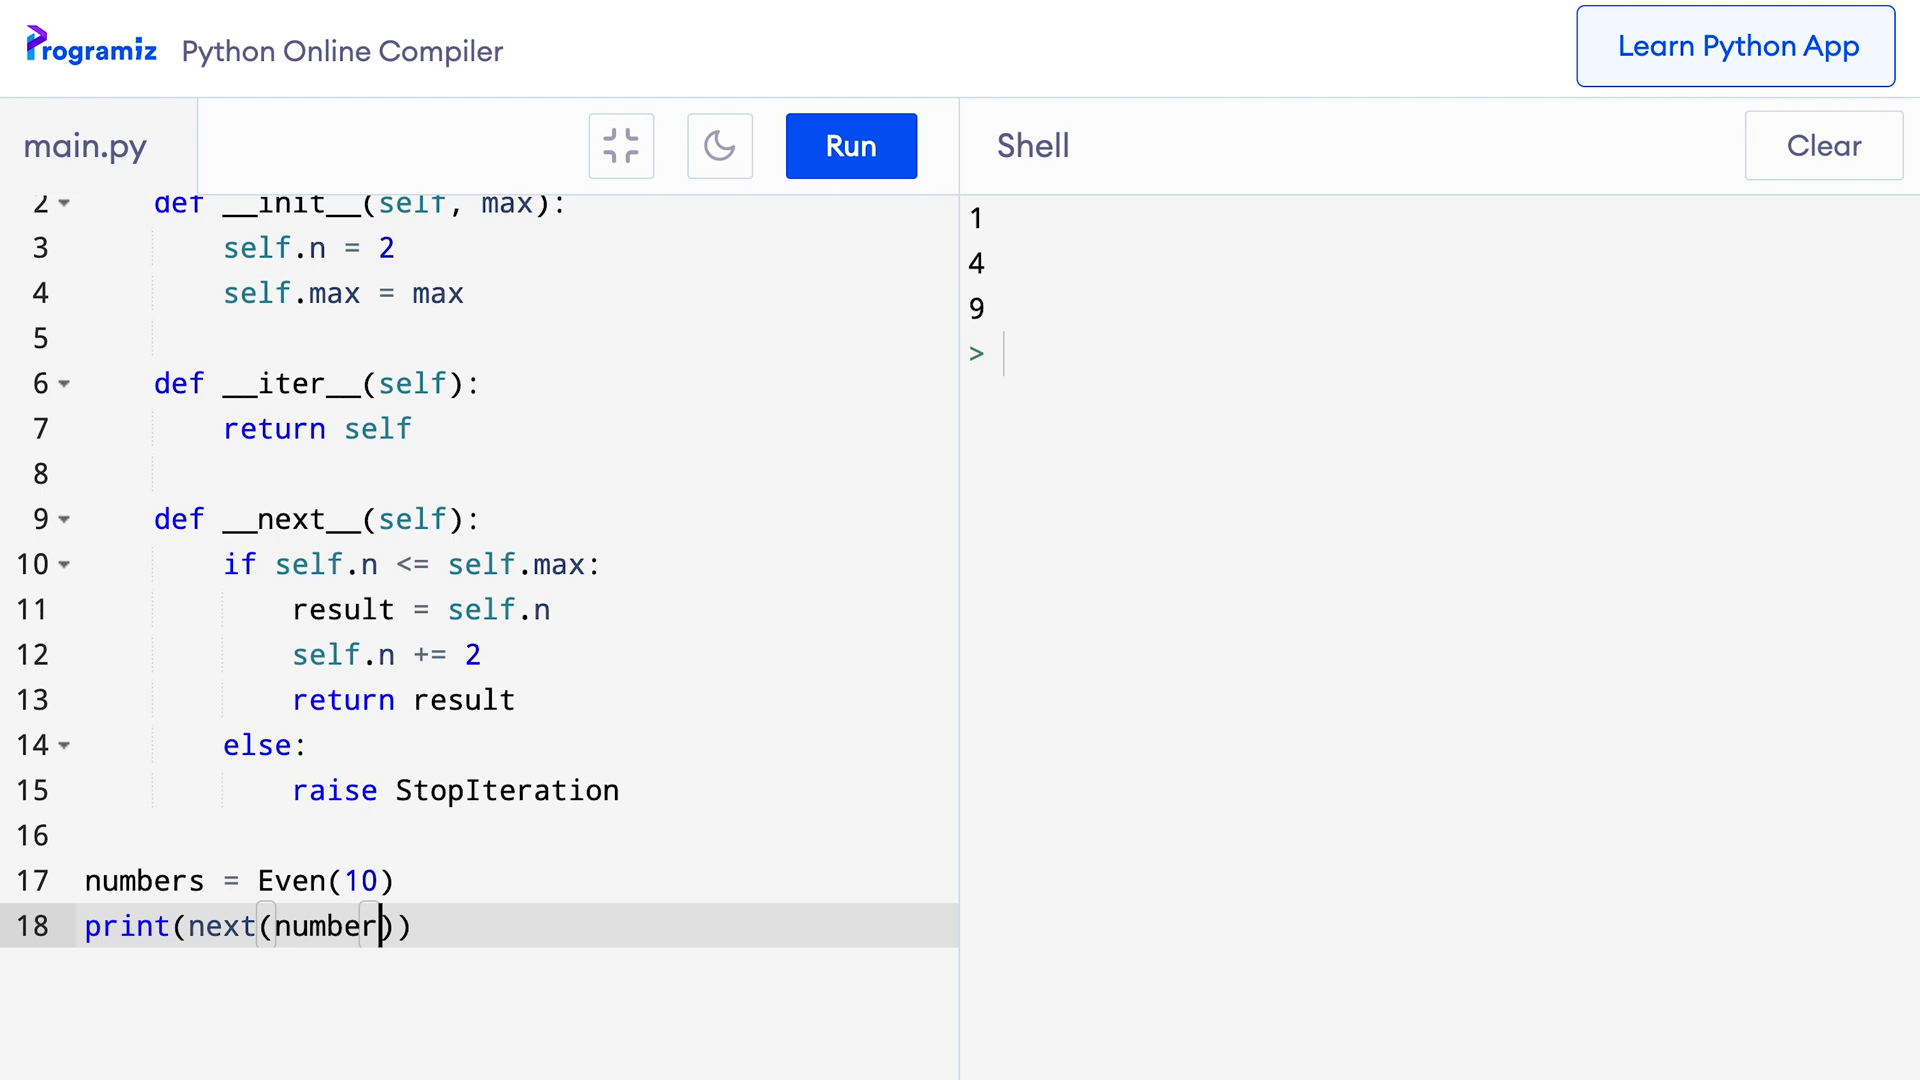 Programiz Python Online Compiler
Learn Python App
main.py
Run
Shell
Clear
2 def __init__(self, max):
3 self.n = 2
4 self.max = max
5
6 def __iter__(self):
7 return self
8
9 def __next__(self):
10 if self.n <= self.max:
11 result = self.n
12 self.n += 2
13 return result
14 else:
15 raise StopIteration
16
17 numbers = Even(10)
18 print(next(number))
1
4
9
>